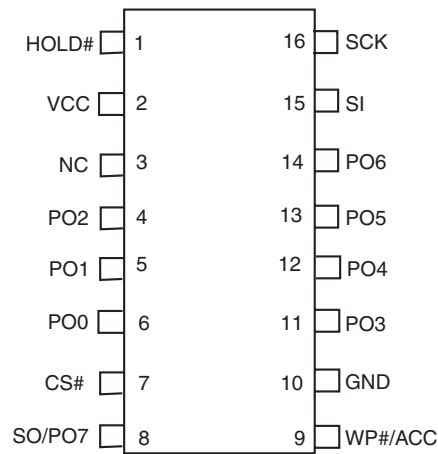 HOLD# 1 16 SCK
VCC 2 15 SI
NC 3 14 PO6
PO2 4 13 PO5
PO1 5 12 PO4
PO0 6 11 PO3
CS# 7 10 GND
SO/PO7 8 9 WP#/ACC